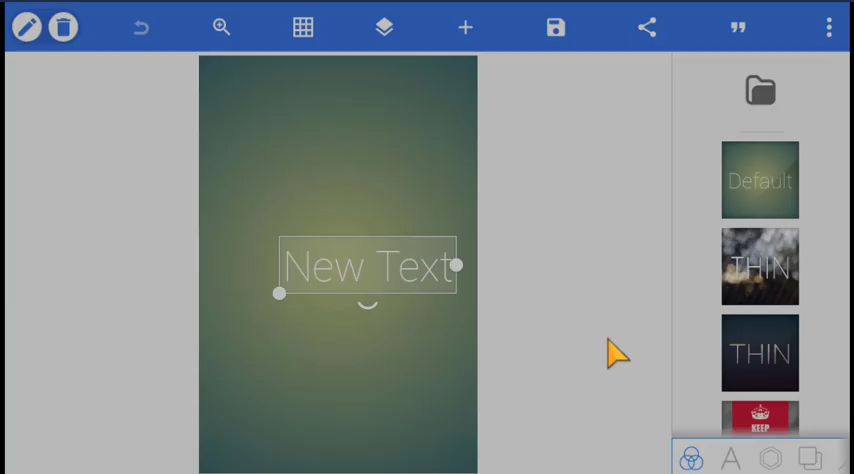 New Text
Default
THIN
THIN
KEEP
A